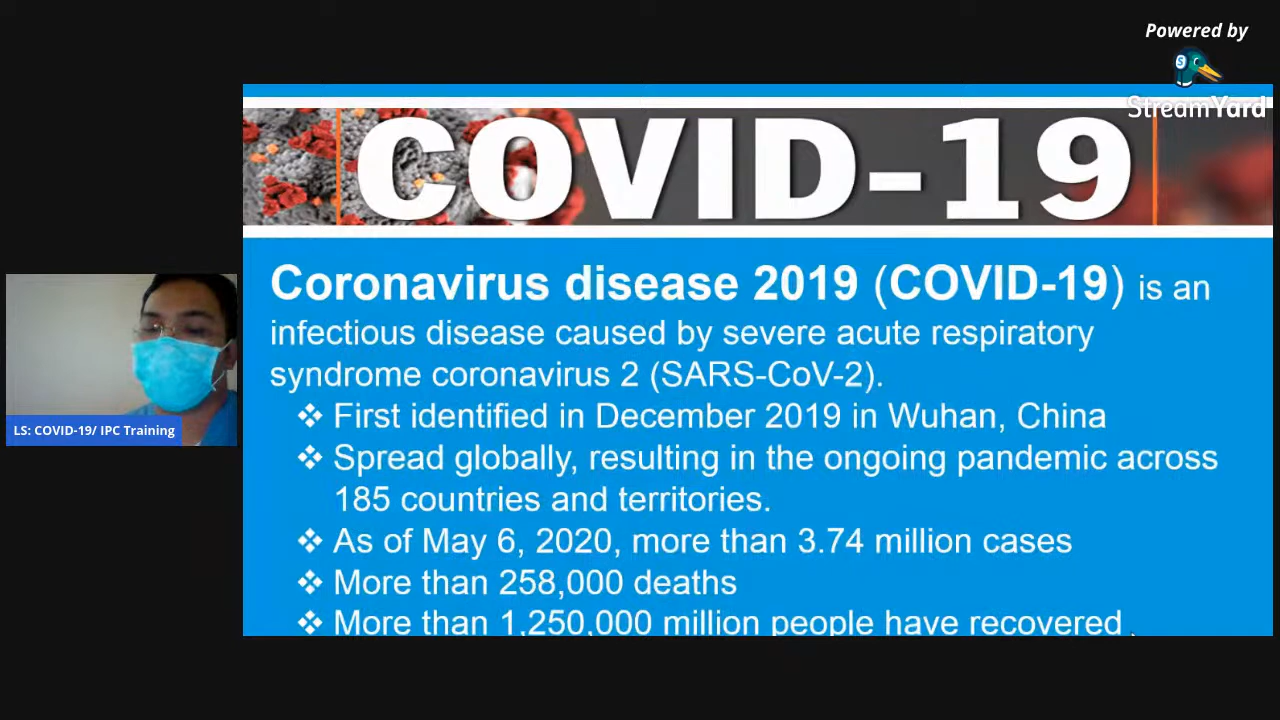 Powered by
StreamYard
COVID-19
Coronavirus disease 2019 (COVID-19) is an
infectious disease caused by severe acute respiratory
syndrome coronavirus 2 (SARS-CoV-2).
❖ First identified in December 2019 in Wuhan, China
❖ Spread globally, resulting in the ongoing pandemic across
185 countries and territories.
❖ As of May 6, 2020, more than 3.74 million cases
❖ More than 258,000 deaths
❖ More than 1,250,000 million people have recovered.
LS: COVID-19/ IPC Training